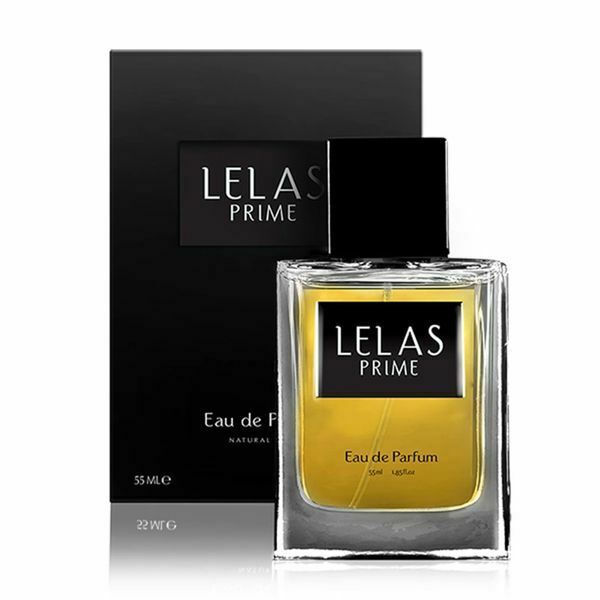 LELAS
PRIME
Eau de P
NATURAL
55 ML℮
LELAS
PRIME
Eau de Parfum
55ml 1.85fl.oz